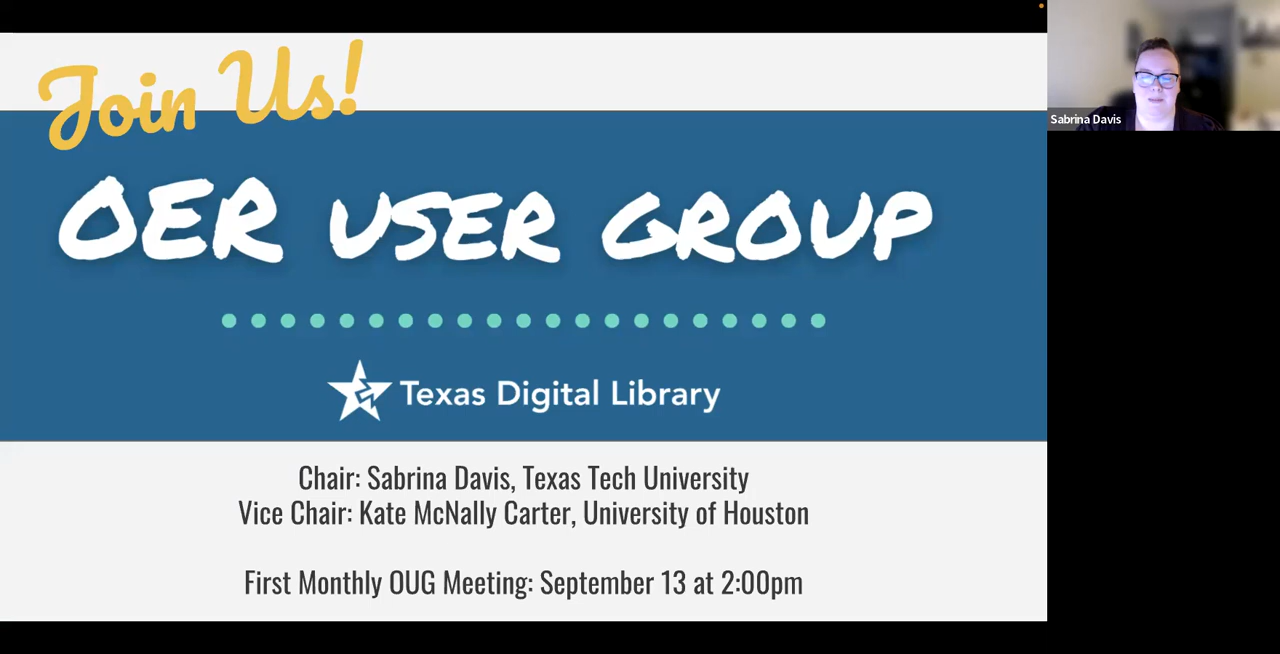 Join Us!
OER USER GROUP
Texas Digital Library
Chair: Sabrina Davis, Texas Tech University
Vice Chair: Kate McNally Carter, University of Houston
First Monthly OUG Meeting: September 13 at 2:00pm
Sabrina Davis